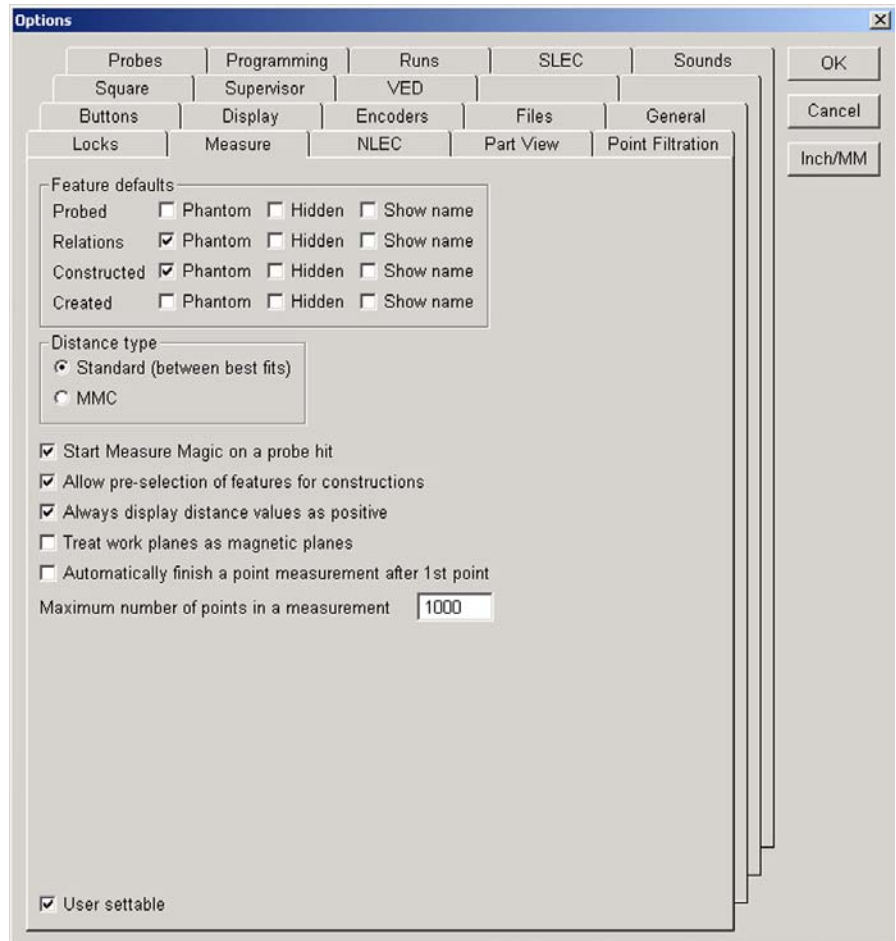 Options
Probes Programming Runs SLEC Sounds
OK
Square Supervisor VED
Buttons Display Encoders Files General
Cancel
Locks Measure NLEC Part View Point Filtration
Inch/MM
Feature defaults
Probed Phantom Hidden Show name
Relations Phantom Hidden Show name
Constructed Phantom Hidden Show name
Created Phantom Hidden Show name
Distance type
Standard (between best fits)
MMC
Start Measure Magic on a probe hit
Allow pre-selection of features for constructions
Always display distance values as positive
Treat work planes as magnetic planes
Automatically finish a point measurement after 1st point
Maximum number of points in a measurement 1000
User settable